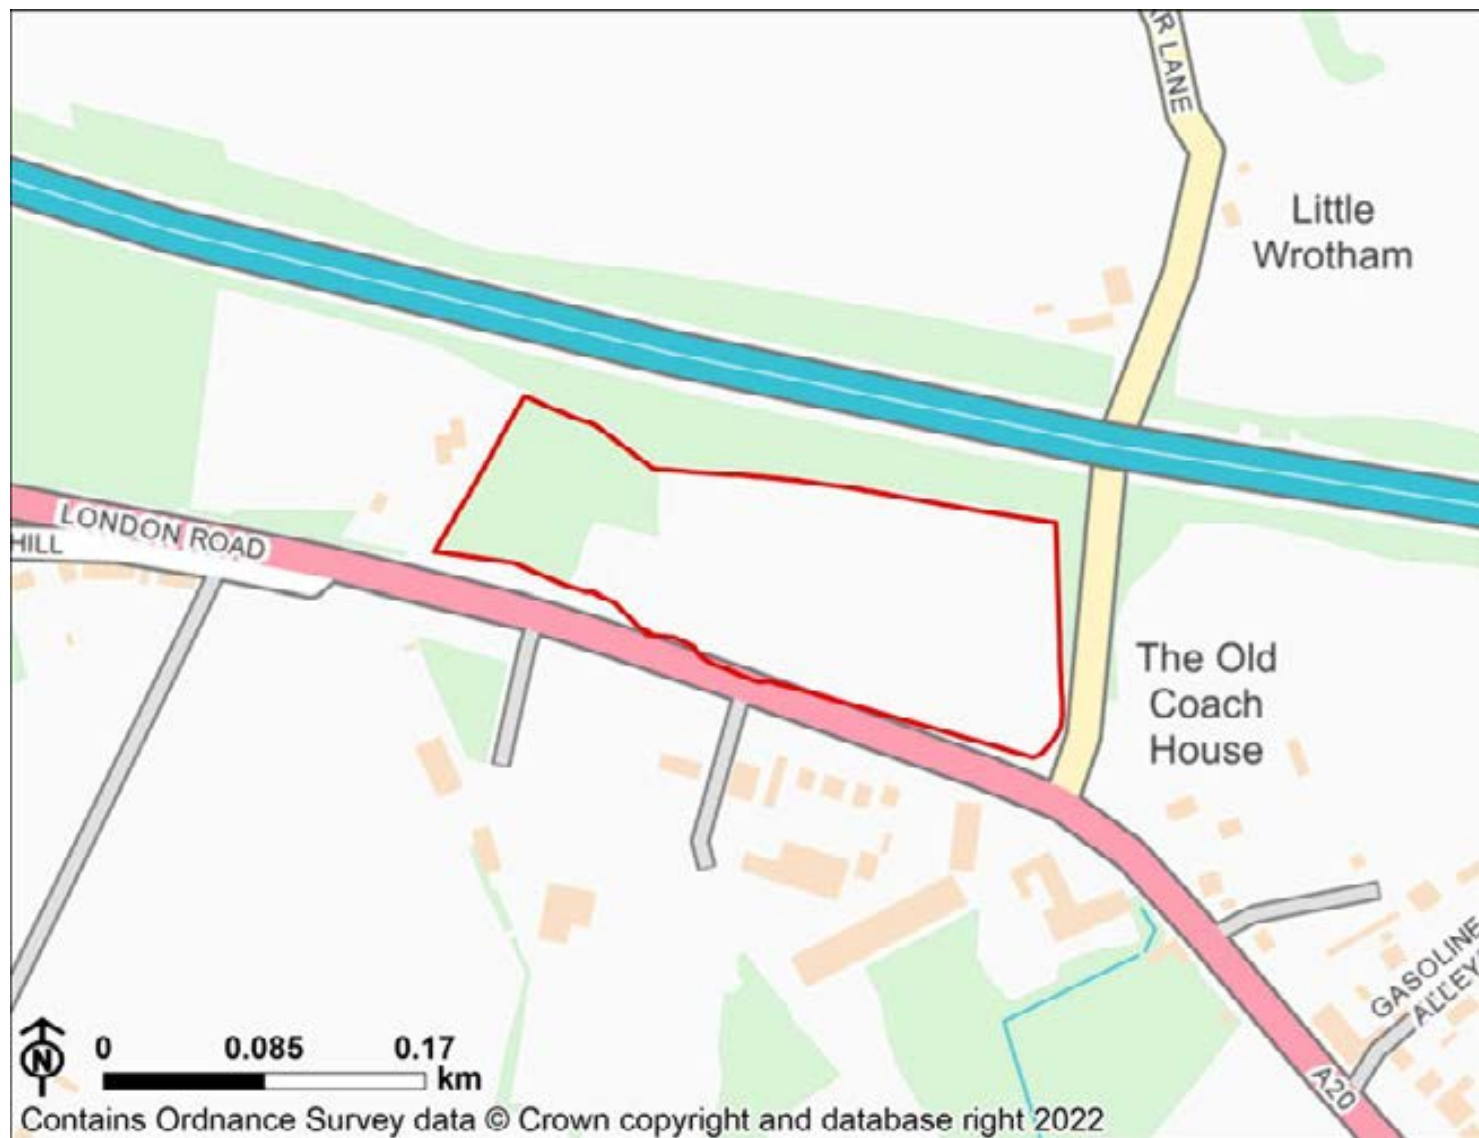 R LANE
Little
Wrotham
LONDON ROAD
HILL
The Old
Coach
House
GASOLINE
ALLEY
A20
N
0 0.085 0.17
km
Contains Ordnance Survey data © Crown copyright and database right 2022